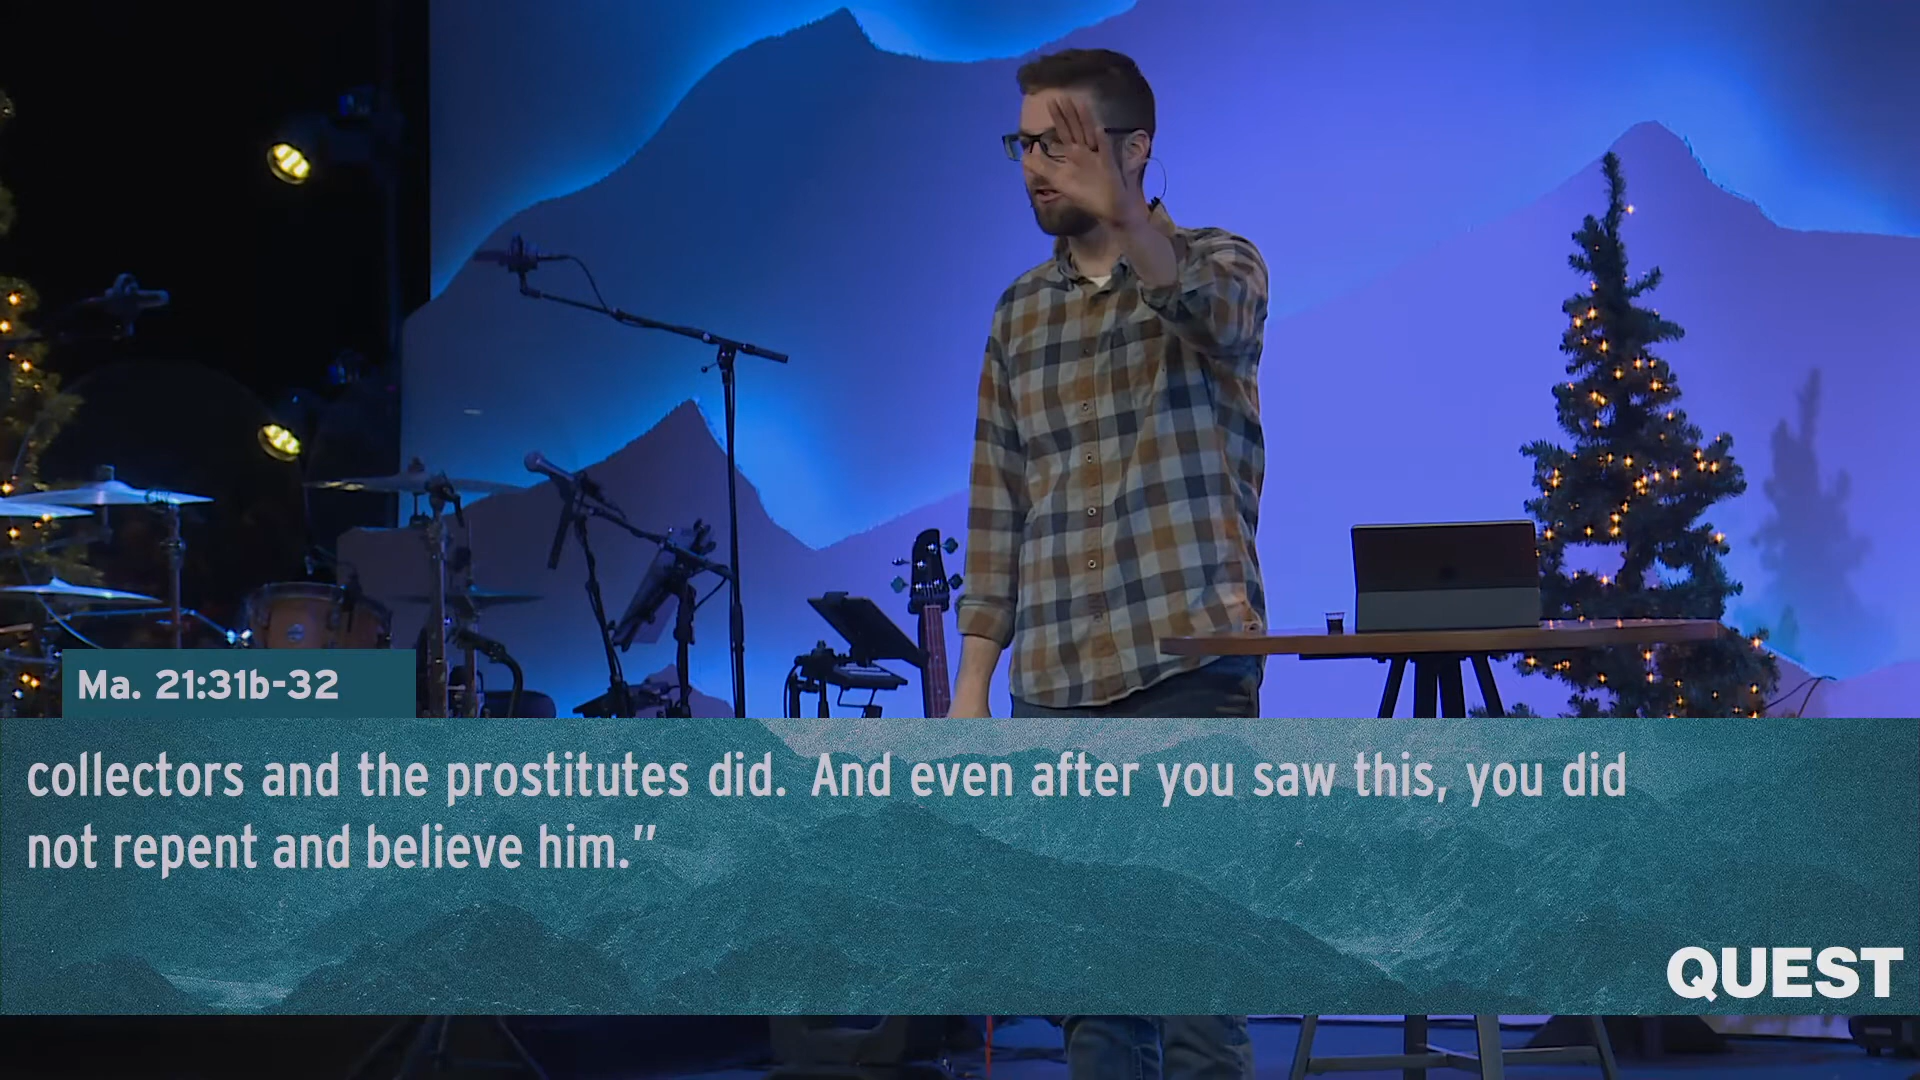 Ma. 21:31b-32
collectors and the prostitutes did. And even after you saw this, you did
not repent and believe him.”
QUEST